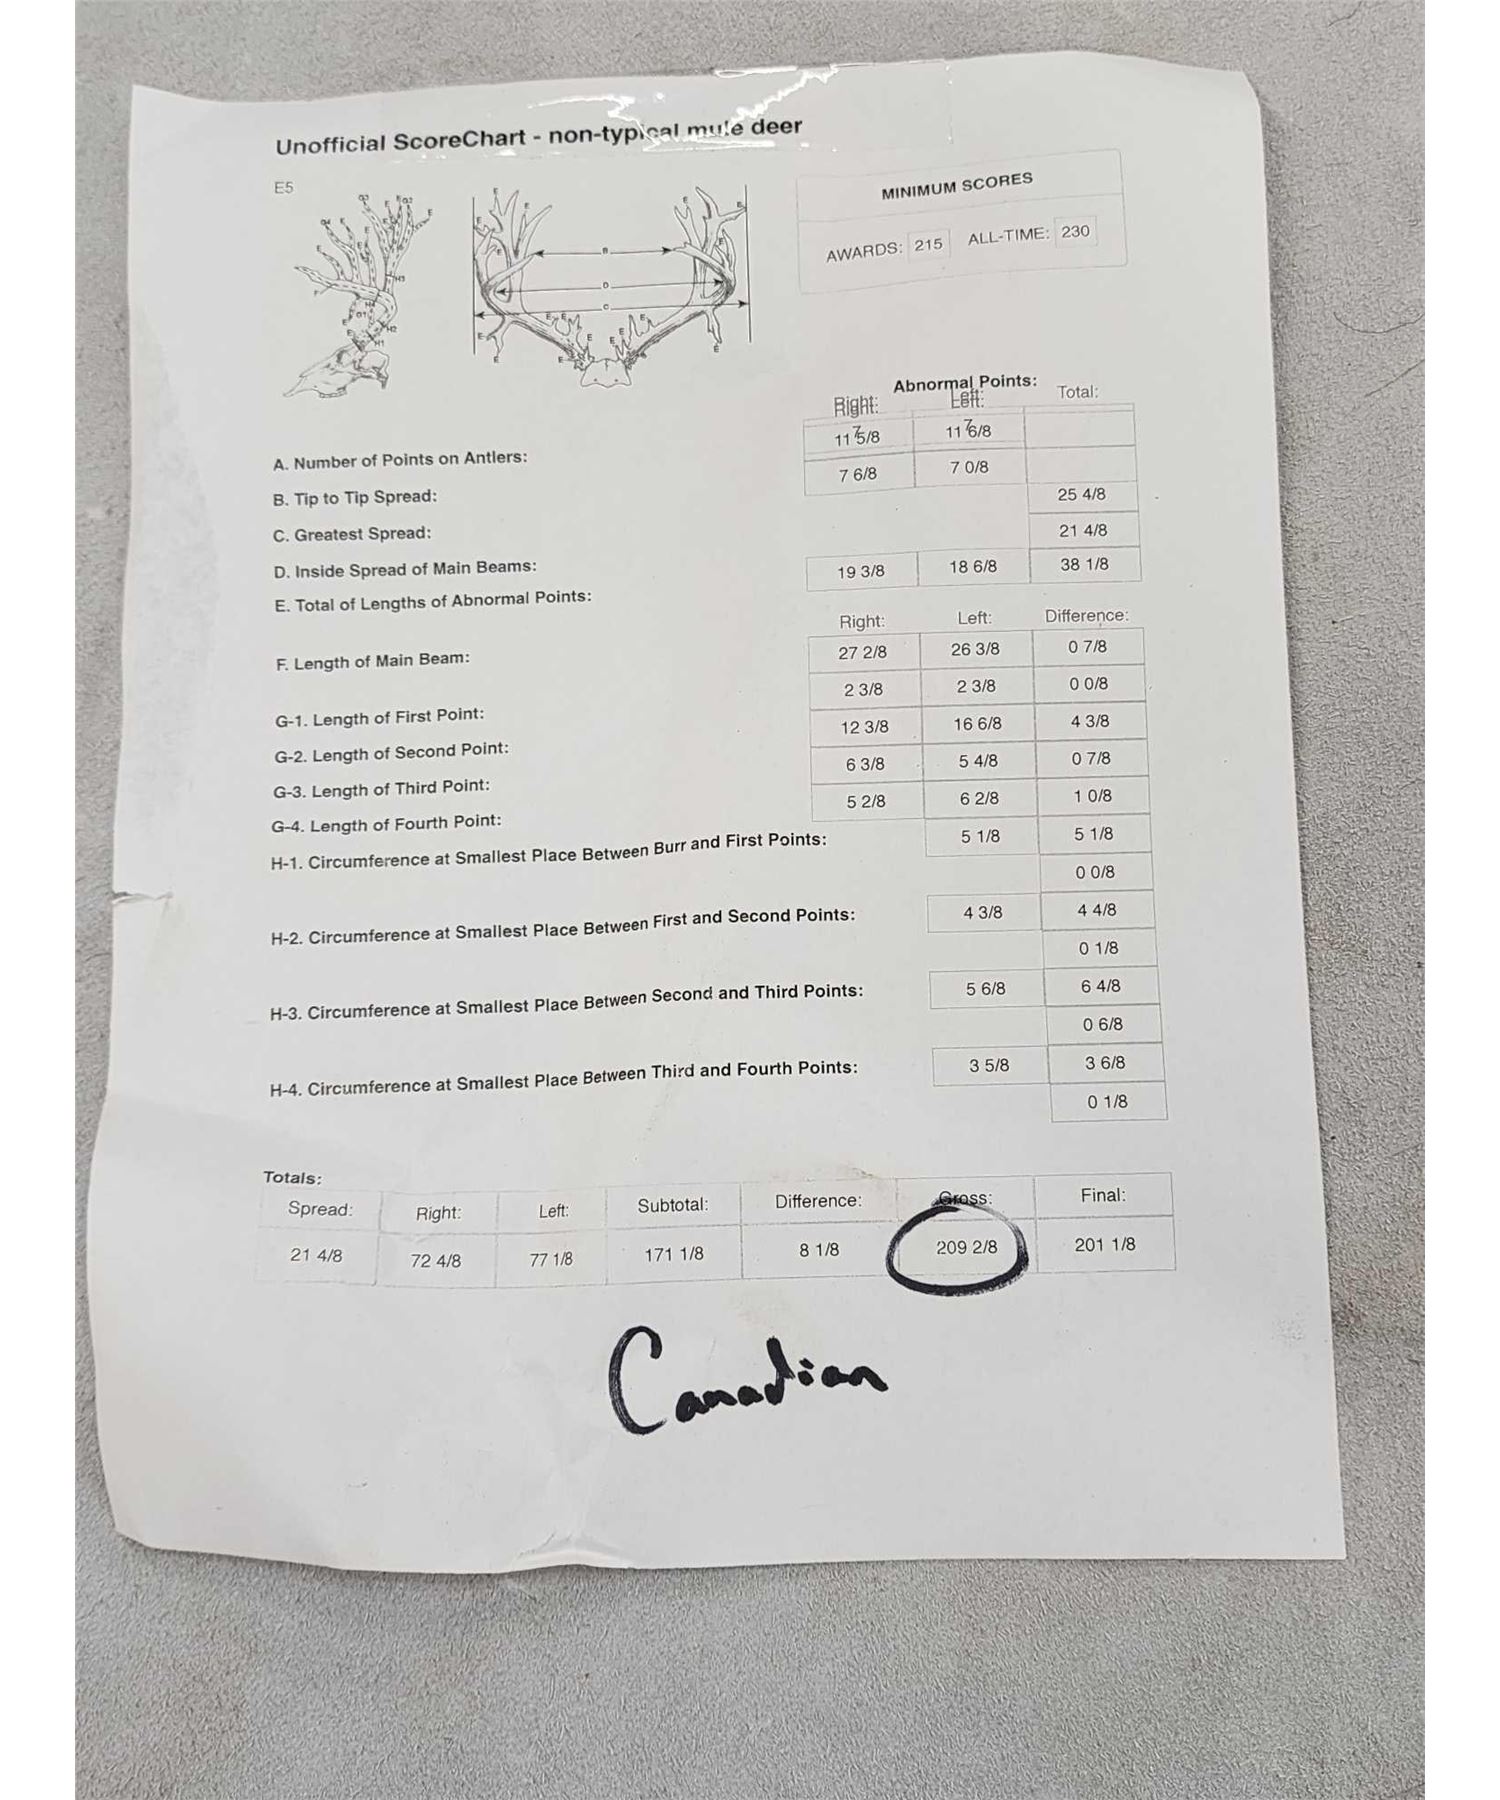 Unofficial ScoreChart - non-typical mule deer
E5
MINIMUM SCORES
AWARDS: 215 ALL-TIME: 230
Abnormal Points:
Right: Left: Total:
11 5/8 11 6/8
7 7
A. Number of Points on Antlers:
7 6/8 7 0/8
B. Tip to Tip Spread:
25 4/8
C. Greatest Spread:
21 4/8
D. Inside Spread of Main Beams:
19 3/8 18 6/8 38 1/8
E. Total of Lengths of Abnormal Points:
Right: Left: Difference:
F. Length of Main Beam:
27 2/8 26 3/8 0 7/8
2 3/8 2 3/8 0 0/8
G-1. Length of First Point:
12 3/8 16 6/8 4 3/8
G-2. Length of Second Point:
6 3/8 5 4/8 0 7/8
G-3. Length of Third Point:
5 2/8 6 2/8 1 0/8
G-4. Length of Fourth Point:
H-1. Circumference at Smallest Place Between Burr and First Points: 5 1/8 5 1/8
0 0/8
H-2. Circumference at Smallest Place Between First and Second Points: 4 3/8 4 4/8
0 1/8
H-3. Circumference at Smallest Place Between Second and Third Points: 5 6/8 6 4/8
0 6/8
H-4. Circumference at Smallest Place Between Third and Fourth Points: 3 5/8 3 6/8
0 1/8
Totals:
Spread: Right: Left: Subtotal: Difference: Gross: Final:
21 4/8 72 4/8 77 1/8 171 1/8 8 1/8 209 2/8 201 1/8
Canadian